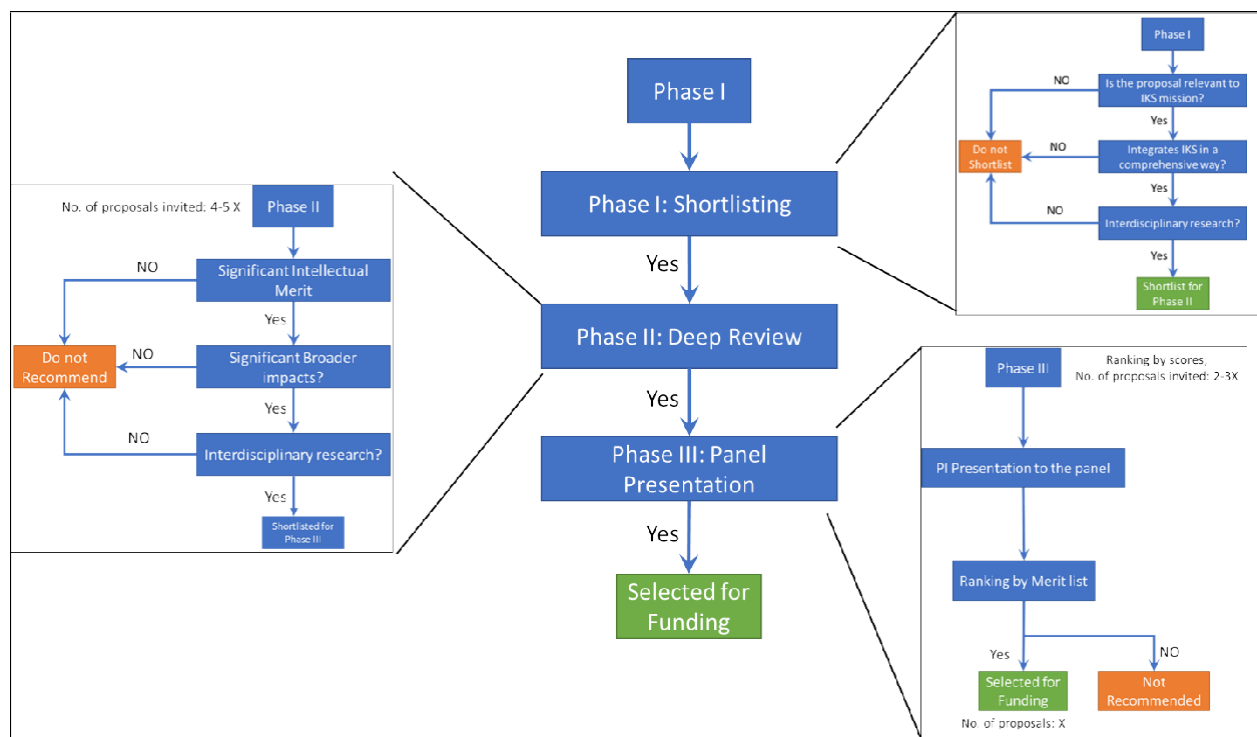 Phase I
Phase I: Shortlisting
Yes
Phase II: Deep Review
Yes
Phase III: Panel
Presentation
Yes
Selected for
Funding
Phase I
NO
Is the proposal relevant to
IKS mission?
Yes
Do not
Shortlist
NO
Integrates IKS in a
comprehensive way?
Yes
NO
Interdisciplinary research?
Yes
Shortlist for
Phase II
No. of proposals invited: 4-5 X
Phase II
NO
Significant Intellectual
Merit
Yes
Do not
Recommend
NO
Significant Broader
impacts?
Yes
NO
Interdisciplinary research?
Yes
Shortlisted for
Phase III
Phase III
Ranking by scores;
No. of proposals invited: 2-3X
PI Presentation to the panel
Ranking by Merit list
Yes
NO
Selected for
Funding
Not
Recommended
No. of proposals: X